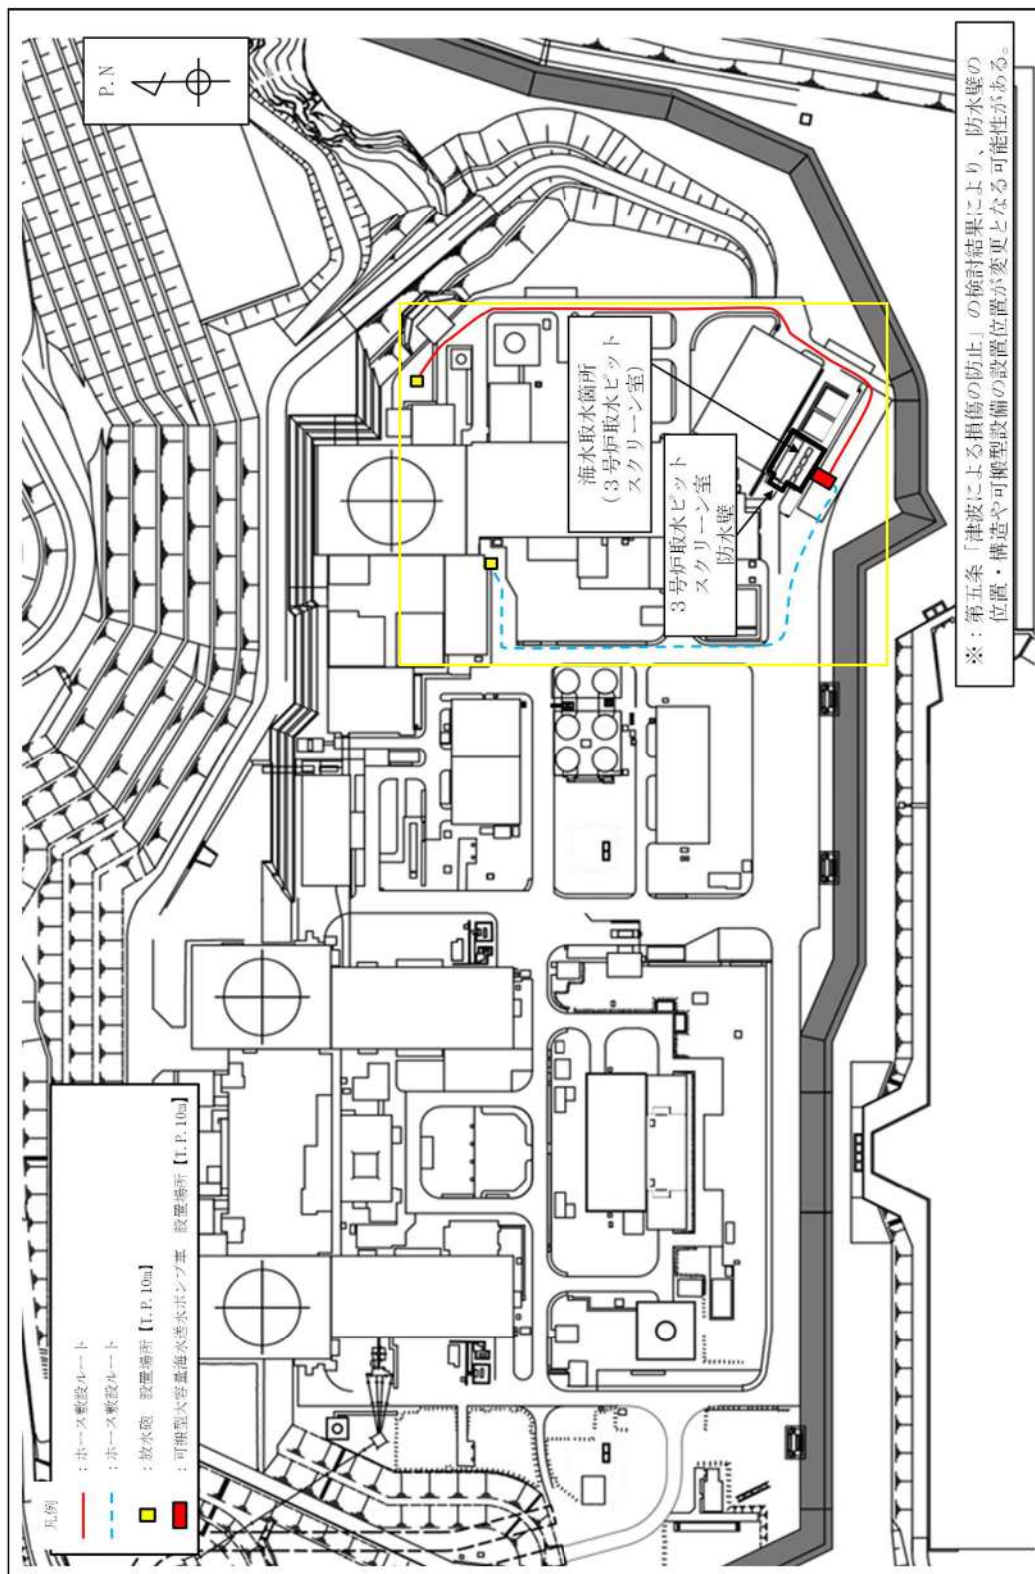 P.N
凡例
：ホース敷設ルート
：ホース敷設ルート
：放水砲　設置場所【T.P.10m】
：可搬型大容量海水送水ポンプ車　設置場所【T.P.10m】
海水取水箇所
（3号炉取水ピット
スクリーン室）
3号炉取水ピット
スクリーン室
防水壁
※：第五条「津波による損傷の防止」の検討結果により、防水壁の
位置・構造や可搬型設備の設置位置が変更となる可能性がある。